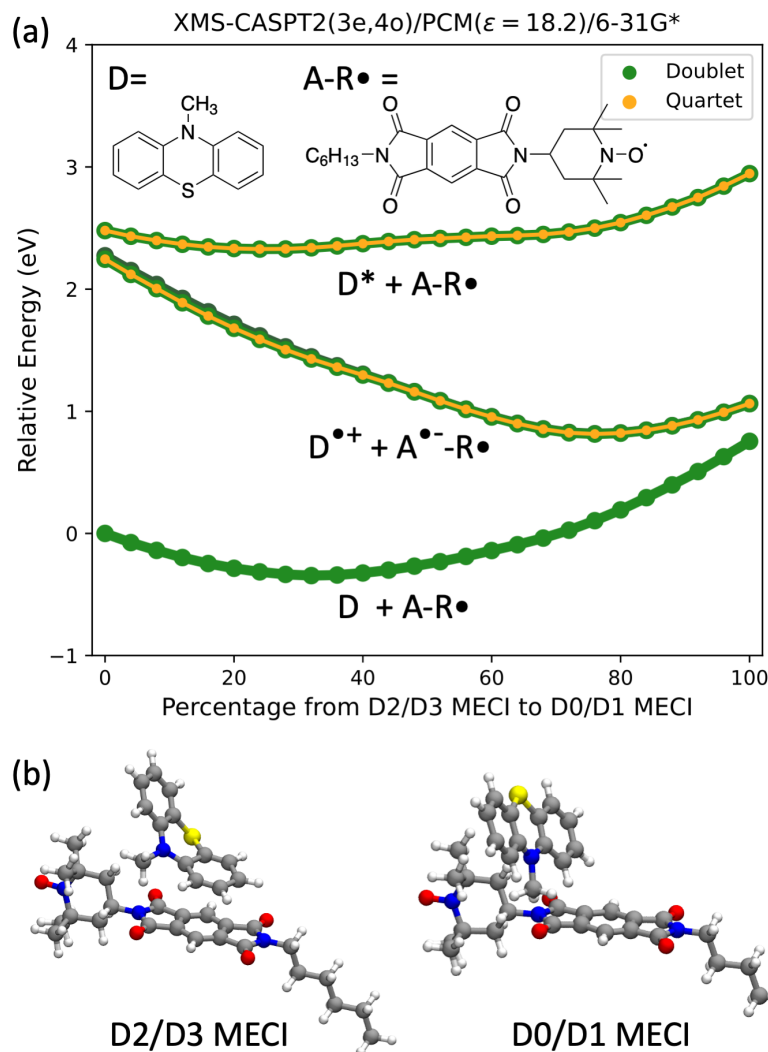 (a)
XMS-CASPT2(3e,4o)/PCM(ε = 18.2)/6-31G*
D=
A-R• =
Doublet
Quartet
CH₃
N
S
O O
C₆H₁₃–N N– N–O•
O O
4
3
2
1
0
−1
Relative Energy (eV)
D* + A-R•
D•+ + A•--R•
D + A-R•
0 20 40 60 80 100
Percentage from D2/D3 MECI to D0/D1 MECI
(b)
D2/D3 MECI D0/D1 MECI